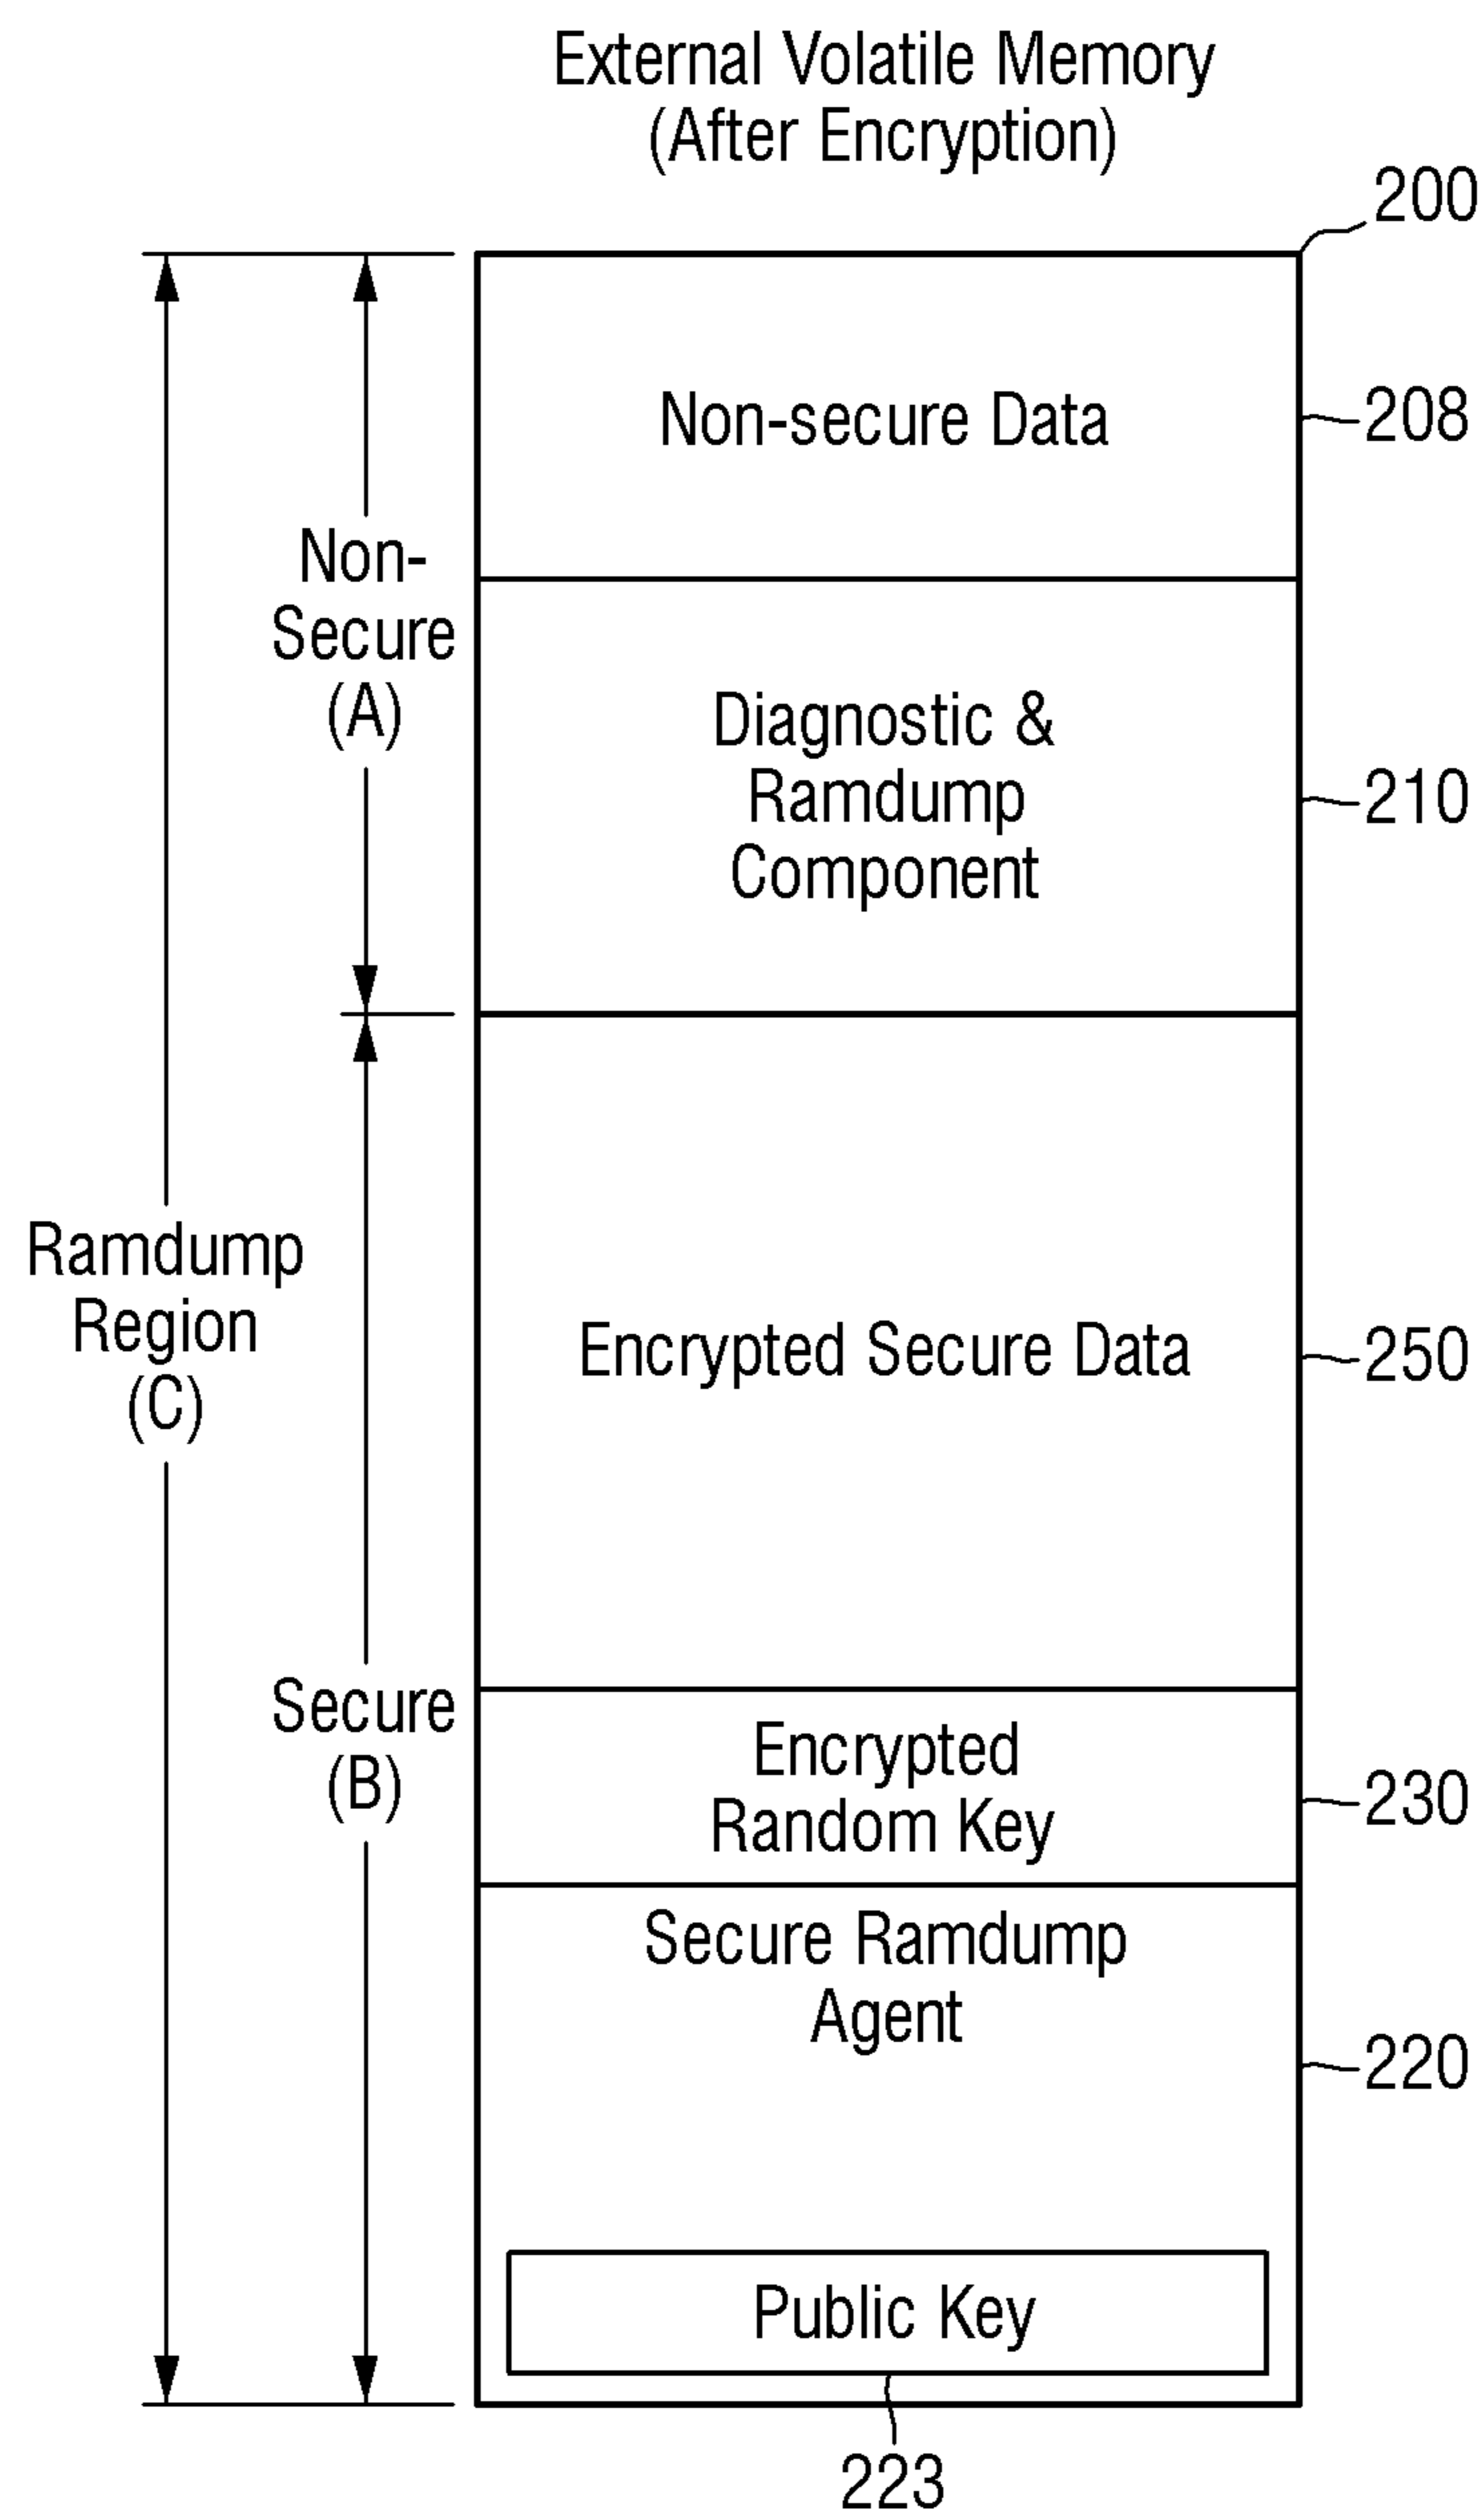 External Volatile Memory
(After Encryption)
200
Non-secure Data
208
Non-
Secure
(A)
Diagnostic &
Ramdump
Component
210
Ramdump
Region
(C)
Encrypted Secure Data
250
Secure
(B)
Encrypted
Random Key
230
Secure Ramdump
Agent
220
Public Key
223